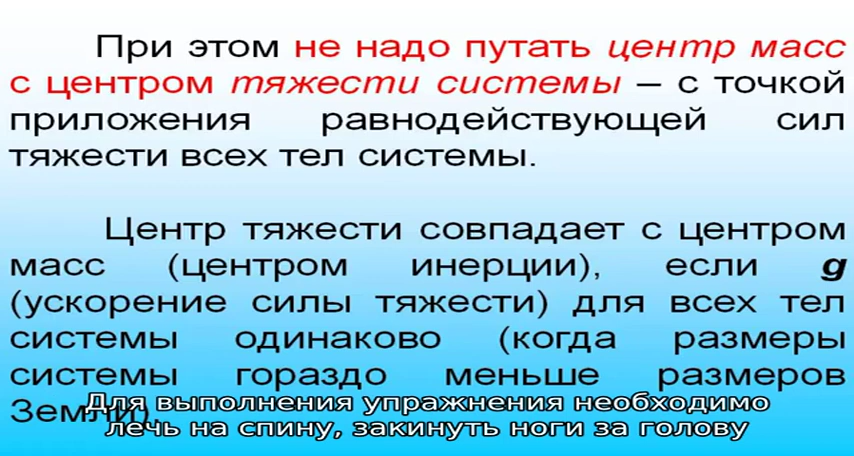 При этом не надо путать центр масс
с центром тяжести системы – с точкой
приложения равнодействующей сил
тяжести всех тел системы.
Центр тяжести совпадает с центром
масс (центром инерции), если g
(ускорение силы тяжести) для всех тел
системы одинаково (когда размеры
системы гораздо меньше размеров
Земли).
Для выполнения упражнения необходимо
лечь на спину, закинуть ноги за голову